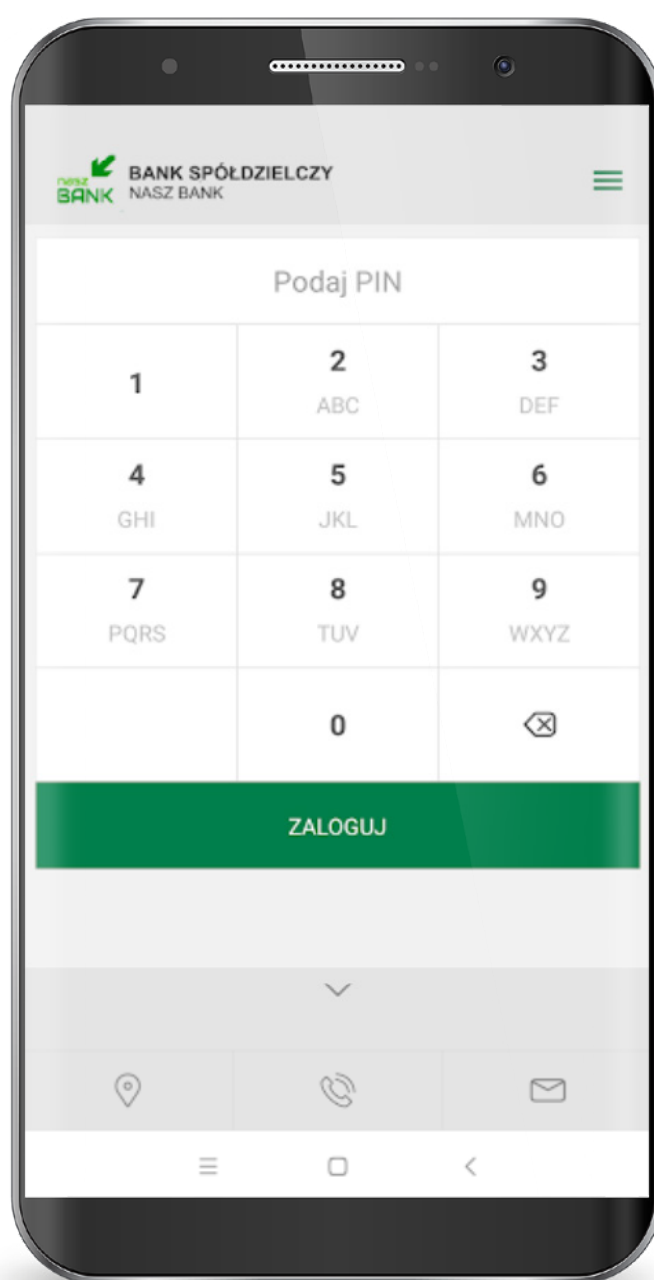 nasz
BANK
BANK SPÓŁDZIELCZY
NASZ BANK
Podaj PIN
1
2
ABC
3
DEF
4
GHI
5
JKL
6
MNO
7
PQRS
8
TUV
9
WXYZ
0
ZALOGUJ